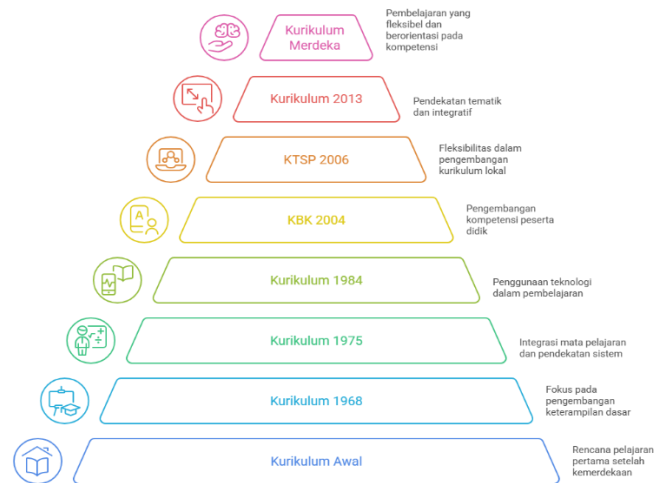 Kurikulum
Merdeka
Pembelajaran yang
fleksibel dan
berorientasi pada
kompetensi
Kurikulum 2013
Pendekatan tematik
dan integratif
KTSP 2006
Fleksibilitas dalam
pengembangan
kurikulum lokal
A
KBK 2004
Pengembangan
kompetensi peserta
didik
Kurikulum 1984
Penggunaan teknologi
dalam pembelajaran
Kurikulum 1975
Integrasi mata pelajaran
dan pendekatan sistem
Kurikulum 1968
Fokus pada
pengembangan
keterampilan dasar
Kurikulum Awal
Rencana pelajaran
pertama setelah
kemerdekaan